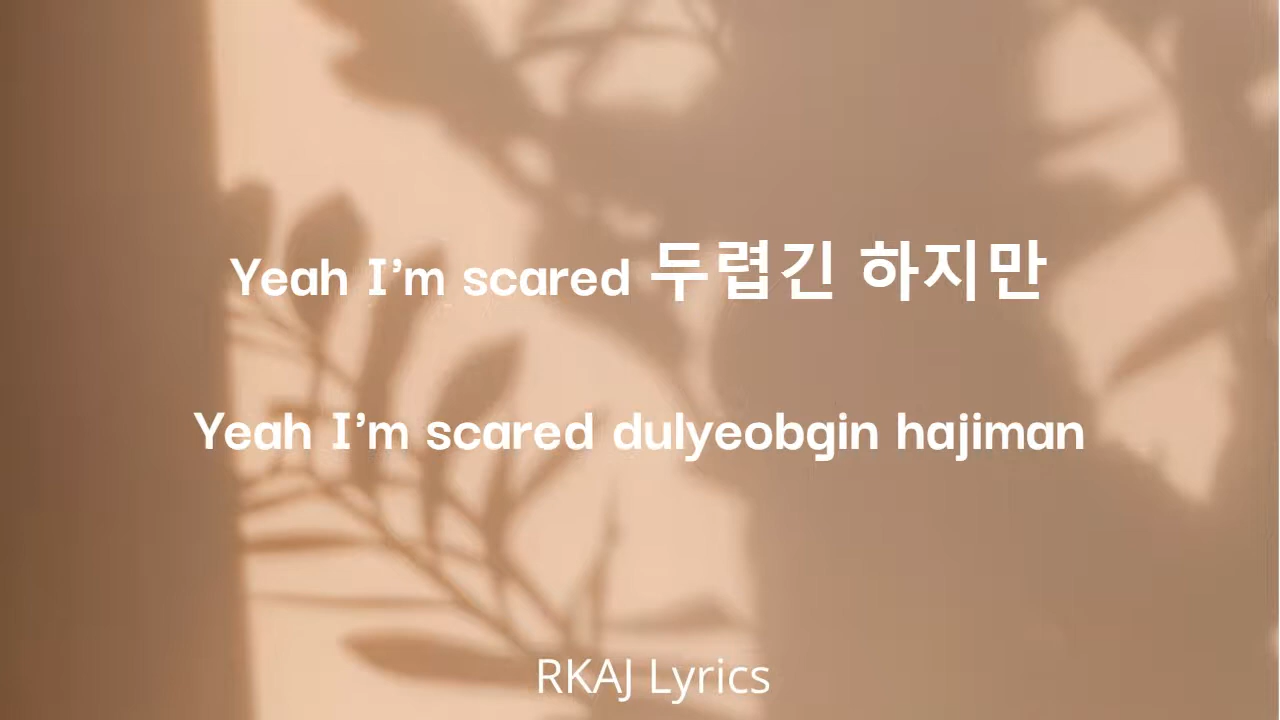 Yeah I'm scared 두렵긴 하지만
Yeah I'm scared dulyeobgin hajiman
RKAJ Lyrics